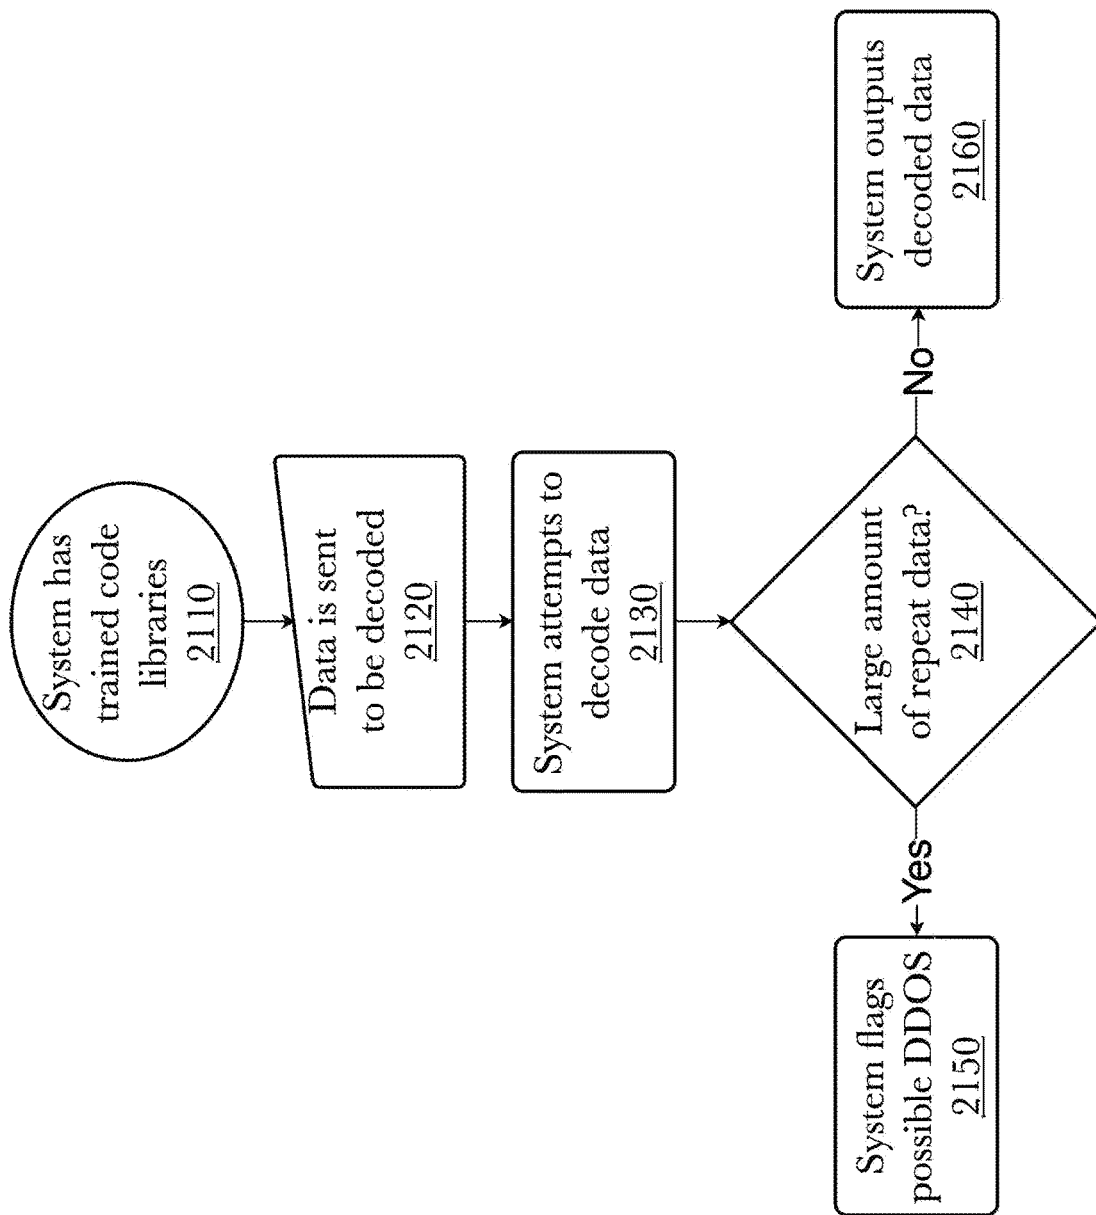 System has
trained code
libraries
2110
Data is sent
to be decoded
2120
System attempts to
decode data
2130
Large amount
of repeat data?
2140
Yes
No
System flags
possible DDOS
2150
System outputs
decoded data
2160